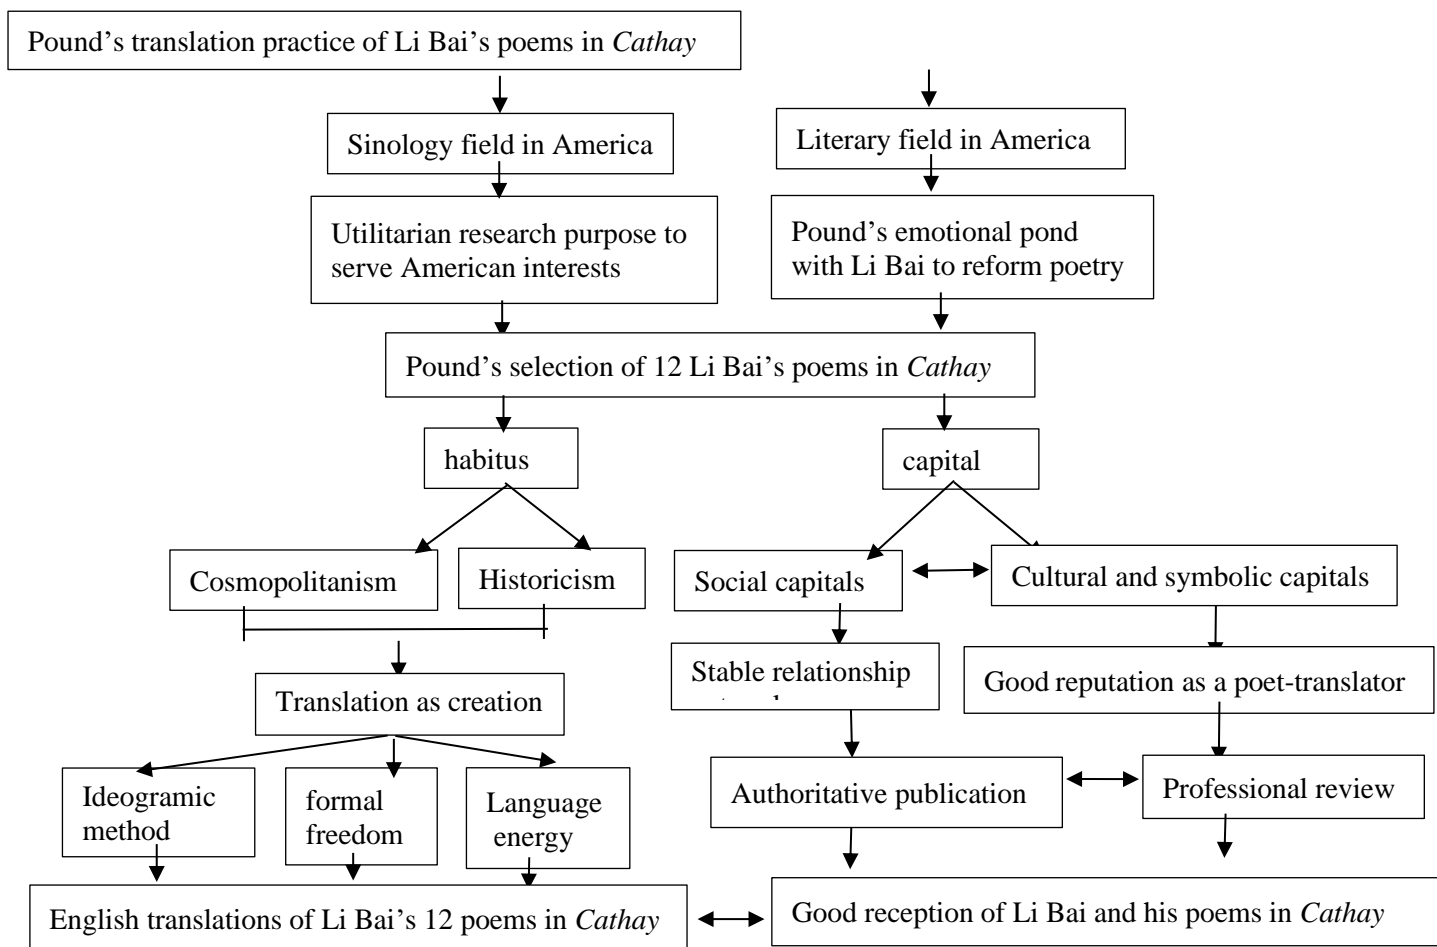 Pound’s translation practice of Li Bai’s poems in Cathay
Sinology field in America
Literary field in America
Utilitarian research purpose to
serve American interests
Pound’s emotional pond
with Li Bai to reform poetry
Pound’s selection of 12 Li Bai’s poems in Cathay
habitus
capital
Cosmopolitanism
Historicism
Social capitals
Cultural and symbolic capitals
Translation as creation
Stable relationship
Good reputation as a poet-translator
Ideogramic
method
formal
freedom
Language
energy
Authoritative publication
Professional review
English translations of Li Bai’s 12 poems in Cathay
Good reception of Li Bai and his poems in Cathay